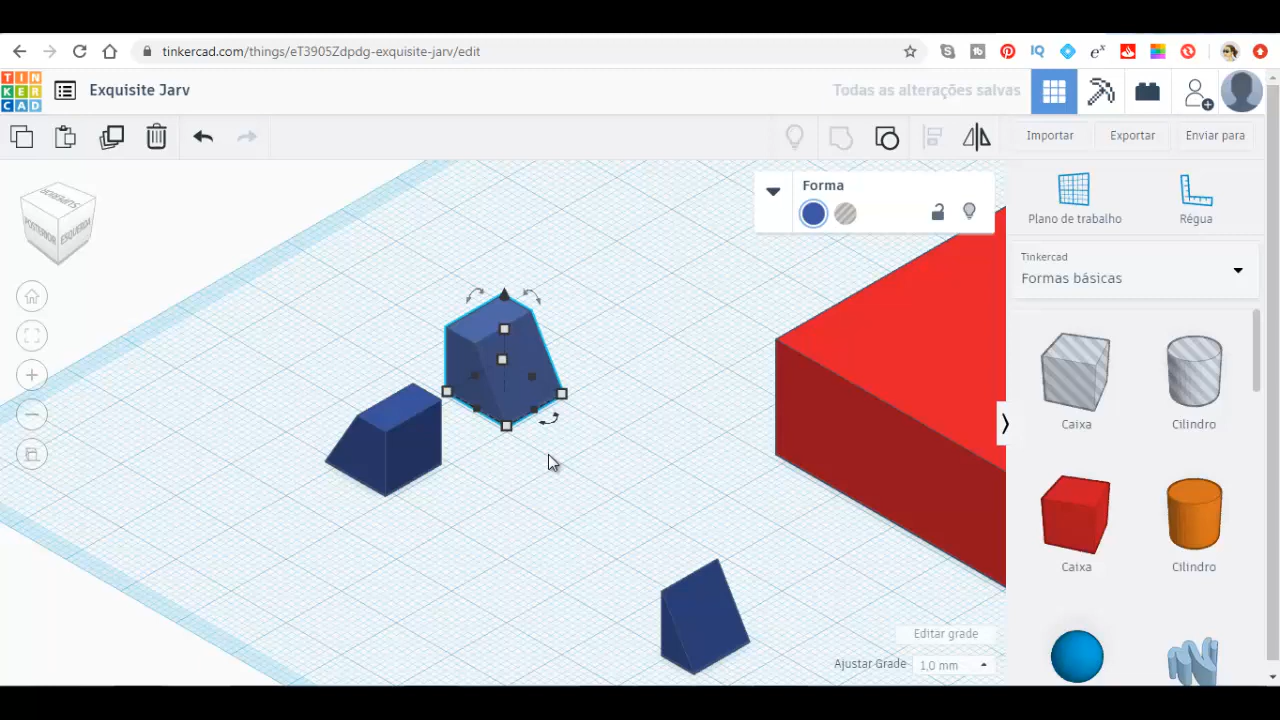 tinkercad.com/things/eT3905Zdpdg-exquisite-jarv/edit
TIN
KER
CAD
Exquisite Jarv
Todas as alterações salvas
Importar
Exportar
Enviar para
Forma
Plano de trabalho
Régua
POSTERIOR
ESQUERDA
Tinkercad
Formas básicas
Caixa
Cilindro
Caixa
Cilindro
Editar grade
Ajustar Grade
1,0 mm